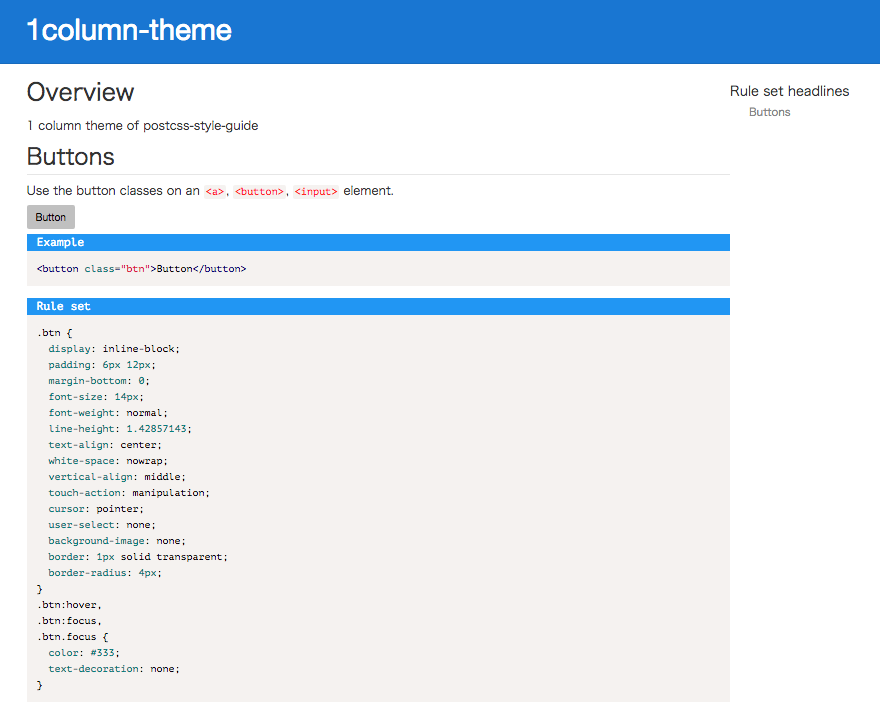 1column-theme
Overview
1 column theme of postcss-style-guide
Buttons
Use the button classes on an <a>, <button>, <input> element.
Button
Example
<button class="btn">Button</button>
Rule set
.btn {
  display: inline-block;
  padding: 6px 12px;
  margin-bottom: 0;
  font-size: 14px;
  font-weight: normal;
  line-height: 1.42857143;
  text-align: center;
  white-space: nowrap;
  vertical-align: middle;
  touch-action: manipulation;
  cursor: pointer;
  user-select: none;
  background-image: none;
  border: 1px solid transparent;
  border-radius: 4px;
}
.btn:hover,
.btn:focus,
.btn.focus {
  color: #333;
  text-decoration: none;
}
Rule set headlines
Buttons